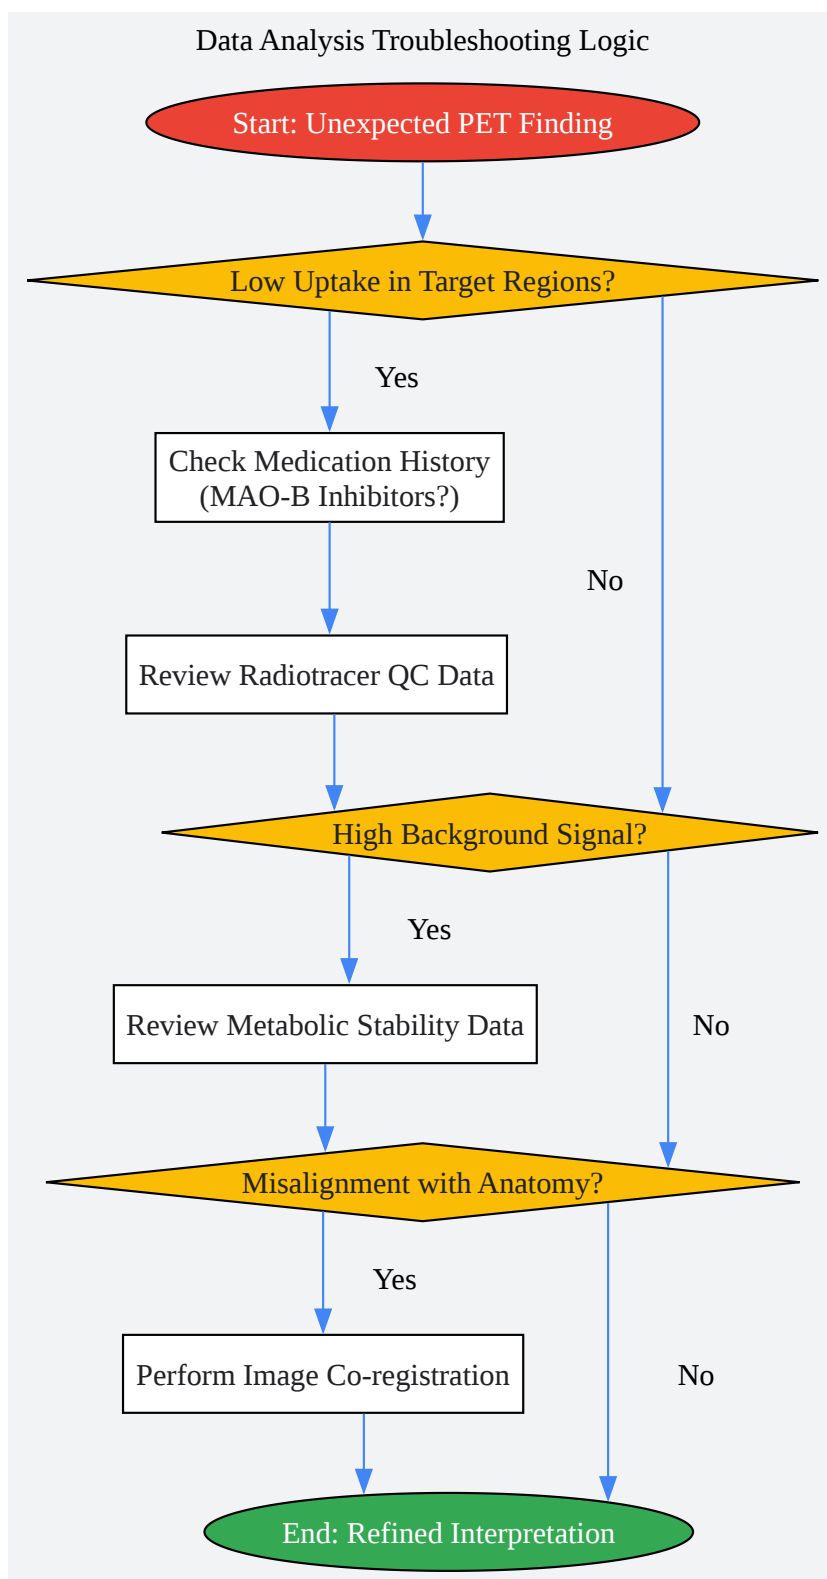 Data Analysis Troubleshooting Logic
Start: Unexpected PET Finding
Low Uptake in Target Regions?
Yes
Check Medication History
(MAO-B Inhibitors?)
No
Review Radiotracer QC Data
High Background Signal?
Yes
Review Metabolic Stability Data
No
Misalignment with Anatomy?
Yes
Perform Image Co-registration
No
End: Refined Interpretation